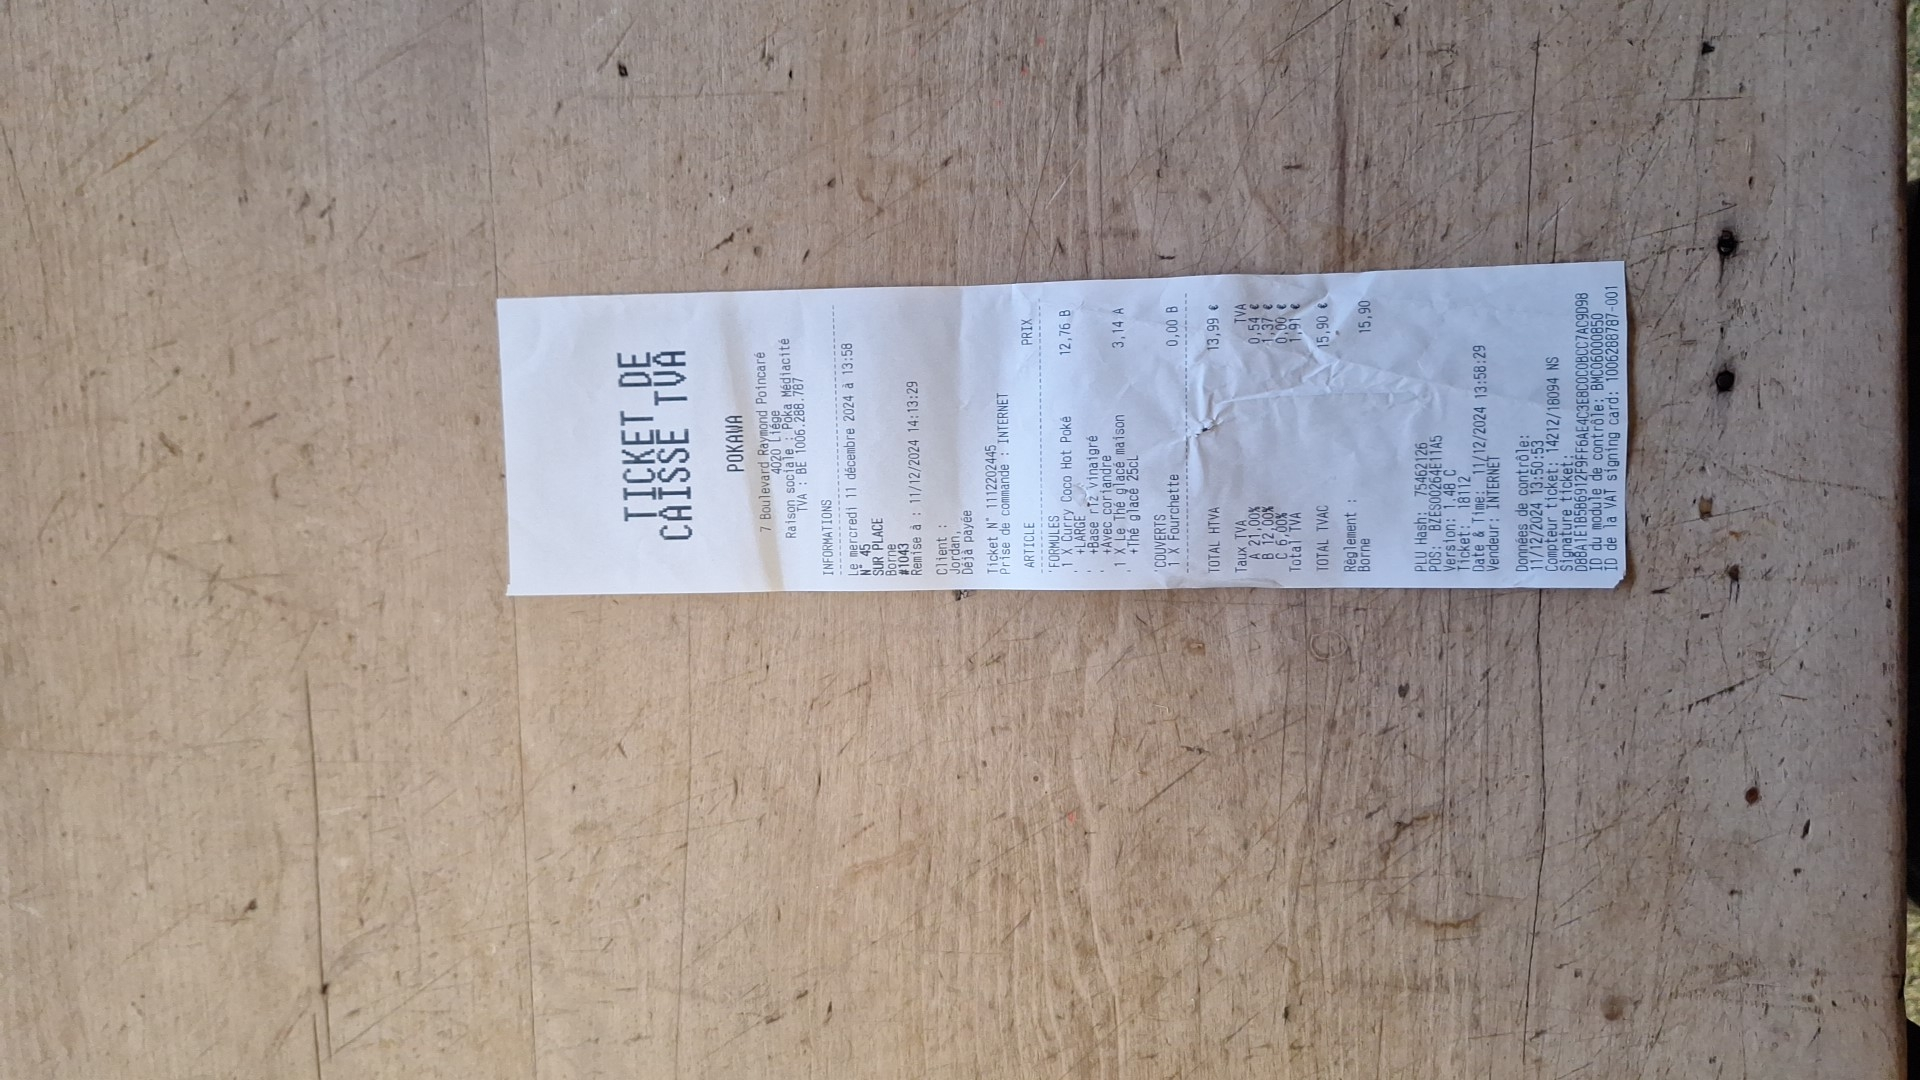 TICKET DE
CAISSE TVA
POKAWA
7 Boulevard Raymond Poincaré
4020 Liége
Raison sociale : Poka Médiacité
TVA : BE 1006.288.787
INFORMATIONS
Le mercredi 11 décembre 2024 à 13:58
N° 45
SUR PLACE
Borne
#1043
Remise à : 11/12/2024 14:13:29
Client :
Jordan,
Déjà payée
Ticket N° 1112202445
Prise de commande : INTERNET
ARTICLE PRIX
FORMULES
1 X Curry Coco Hot Poké 12,76 B
+LARGE
+Base riz vinaigré
+Avec coriandre
1 X Le Thé glacé maison 3,14 A
+Thé glacé 25cL
COUVERTS
1 X Fourchette 0,00 B
TOTAL HTVA 13,99 €
Taux TVA TVA
A 21,00% 0,54 €
B 12,00% 1,37 €
C 6,00% 0,00 €
Total TVA 1,91 €
TOTAL TVAC 15,90 €
Règlement :
Borne 15,90
PLU Hash: 75462126
POS: BZES00264E11A5
Version: 1.48 C
Ticket: 18112
Date & Time: 11/12/2024 13:58:29
Vendeur: INTERNET
Données de contrôle:
11/12/2024 13:50:53
Compteur ticket: 14212/18094 NS
Signature ticket:
ID du module de contrôle: BMC06000850
ID de la VAT signing card: 1006288787-001